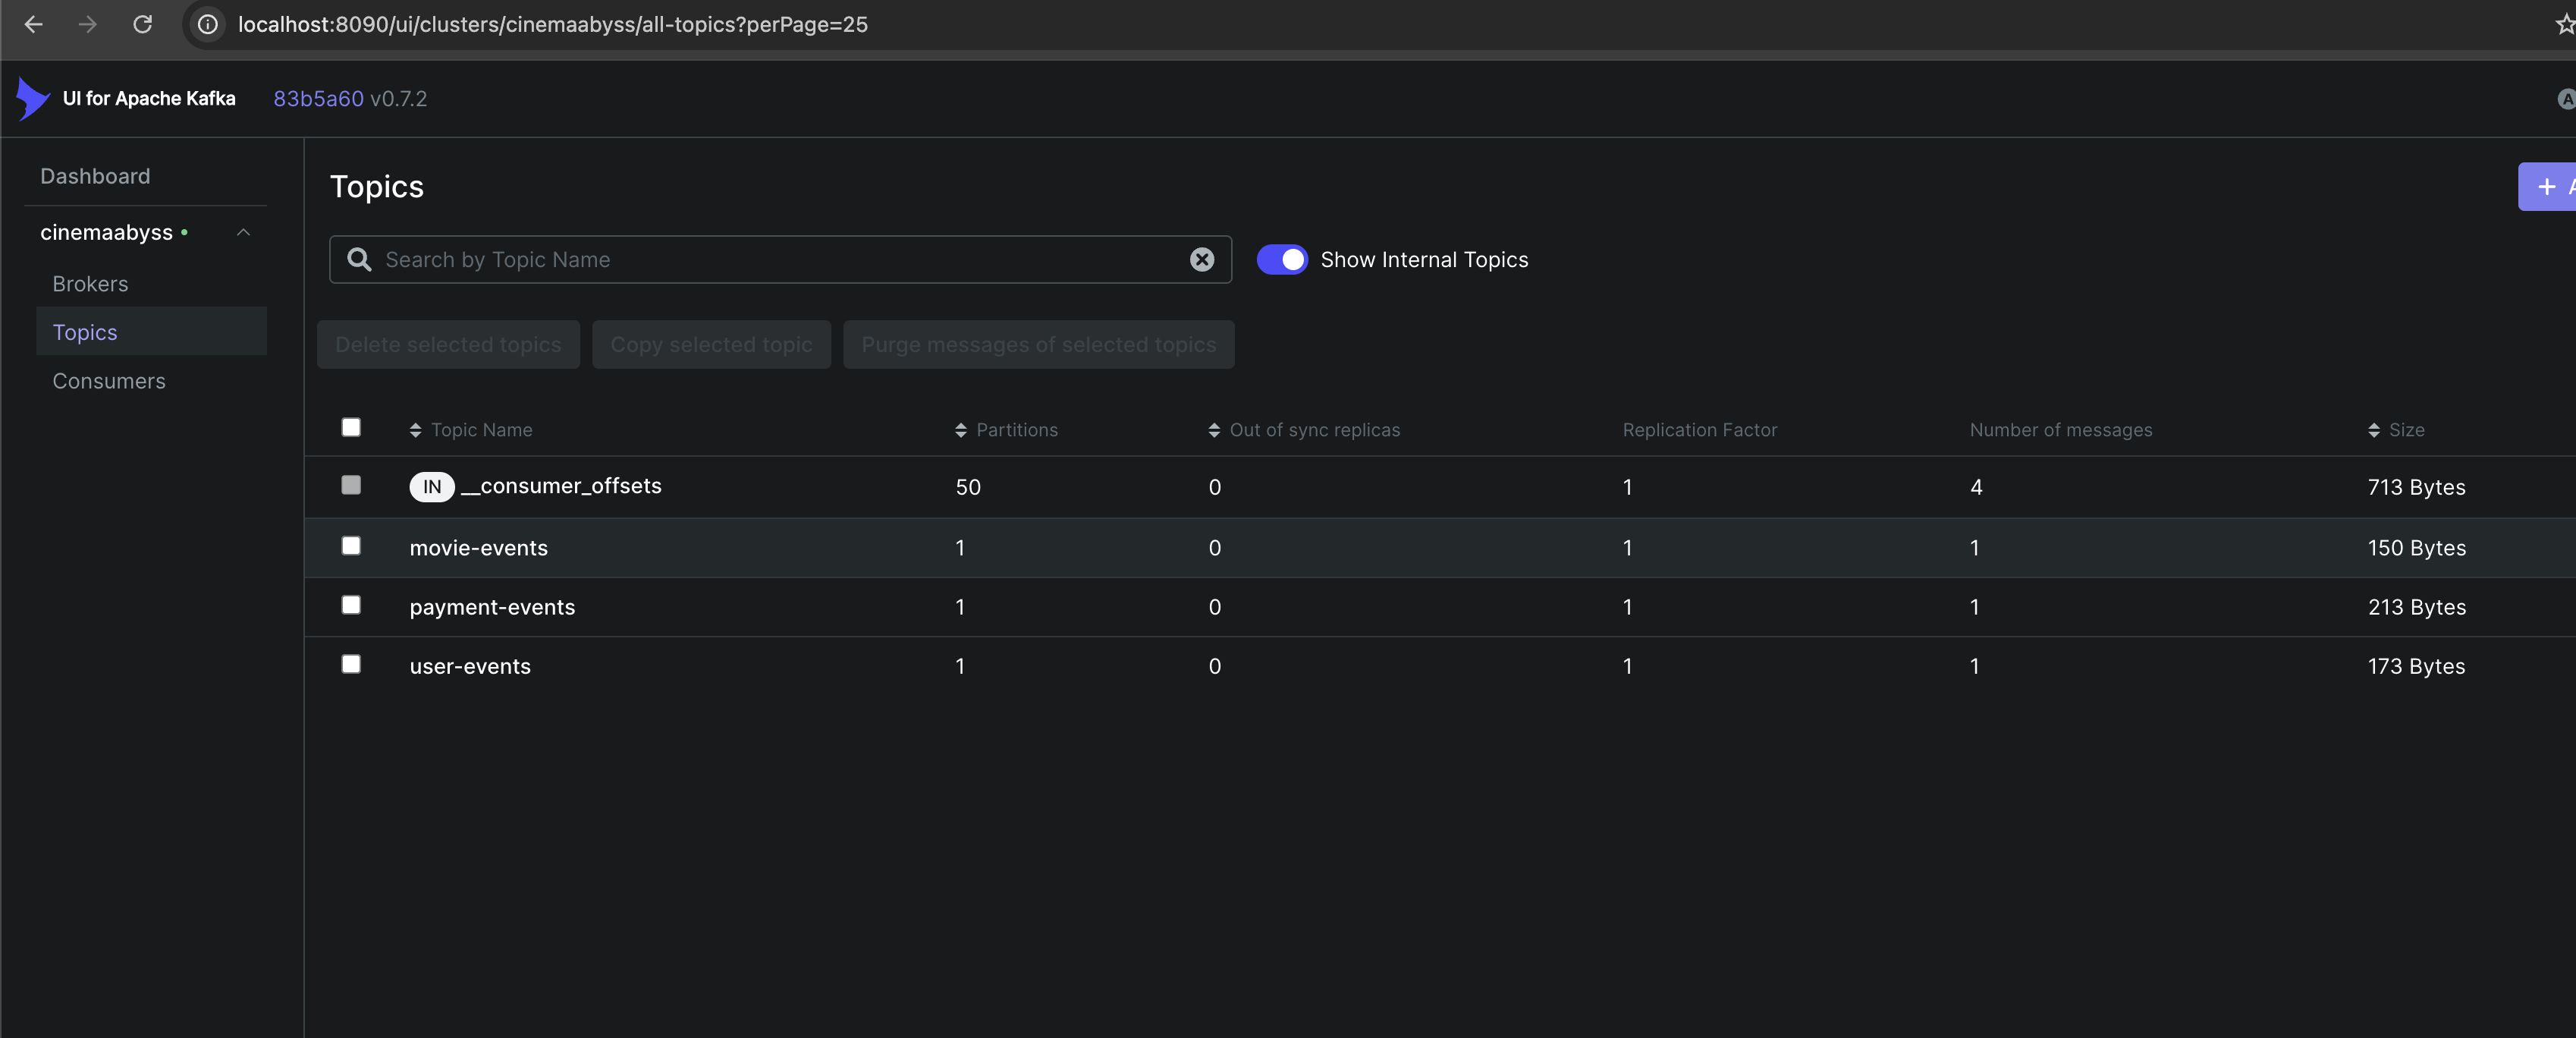 localhost:8090/ui/clusters/cinemaabyss/all-topics?perPage=25
UI for Apache Kafka 83b5a60 v0.7.2
A
Dashboard
cinemaabyss
Brokers
Topics
Consumers
Topics
+ A
Search by Topic Name
Show Internal Topics
Delete selected topics Copy selected topic Purge messages of selected topics
Topic Name Partitions Out of sync replicas Replication Factor Number of messages Size
IN __consumer_offsets 50 0 1 4 713 Bytes
movie-events 1 0 1 1 150 Bytes
payment-events 1 0 1 1 213 Bytes
user-events 1 0 1 1 173 Bytes